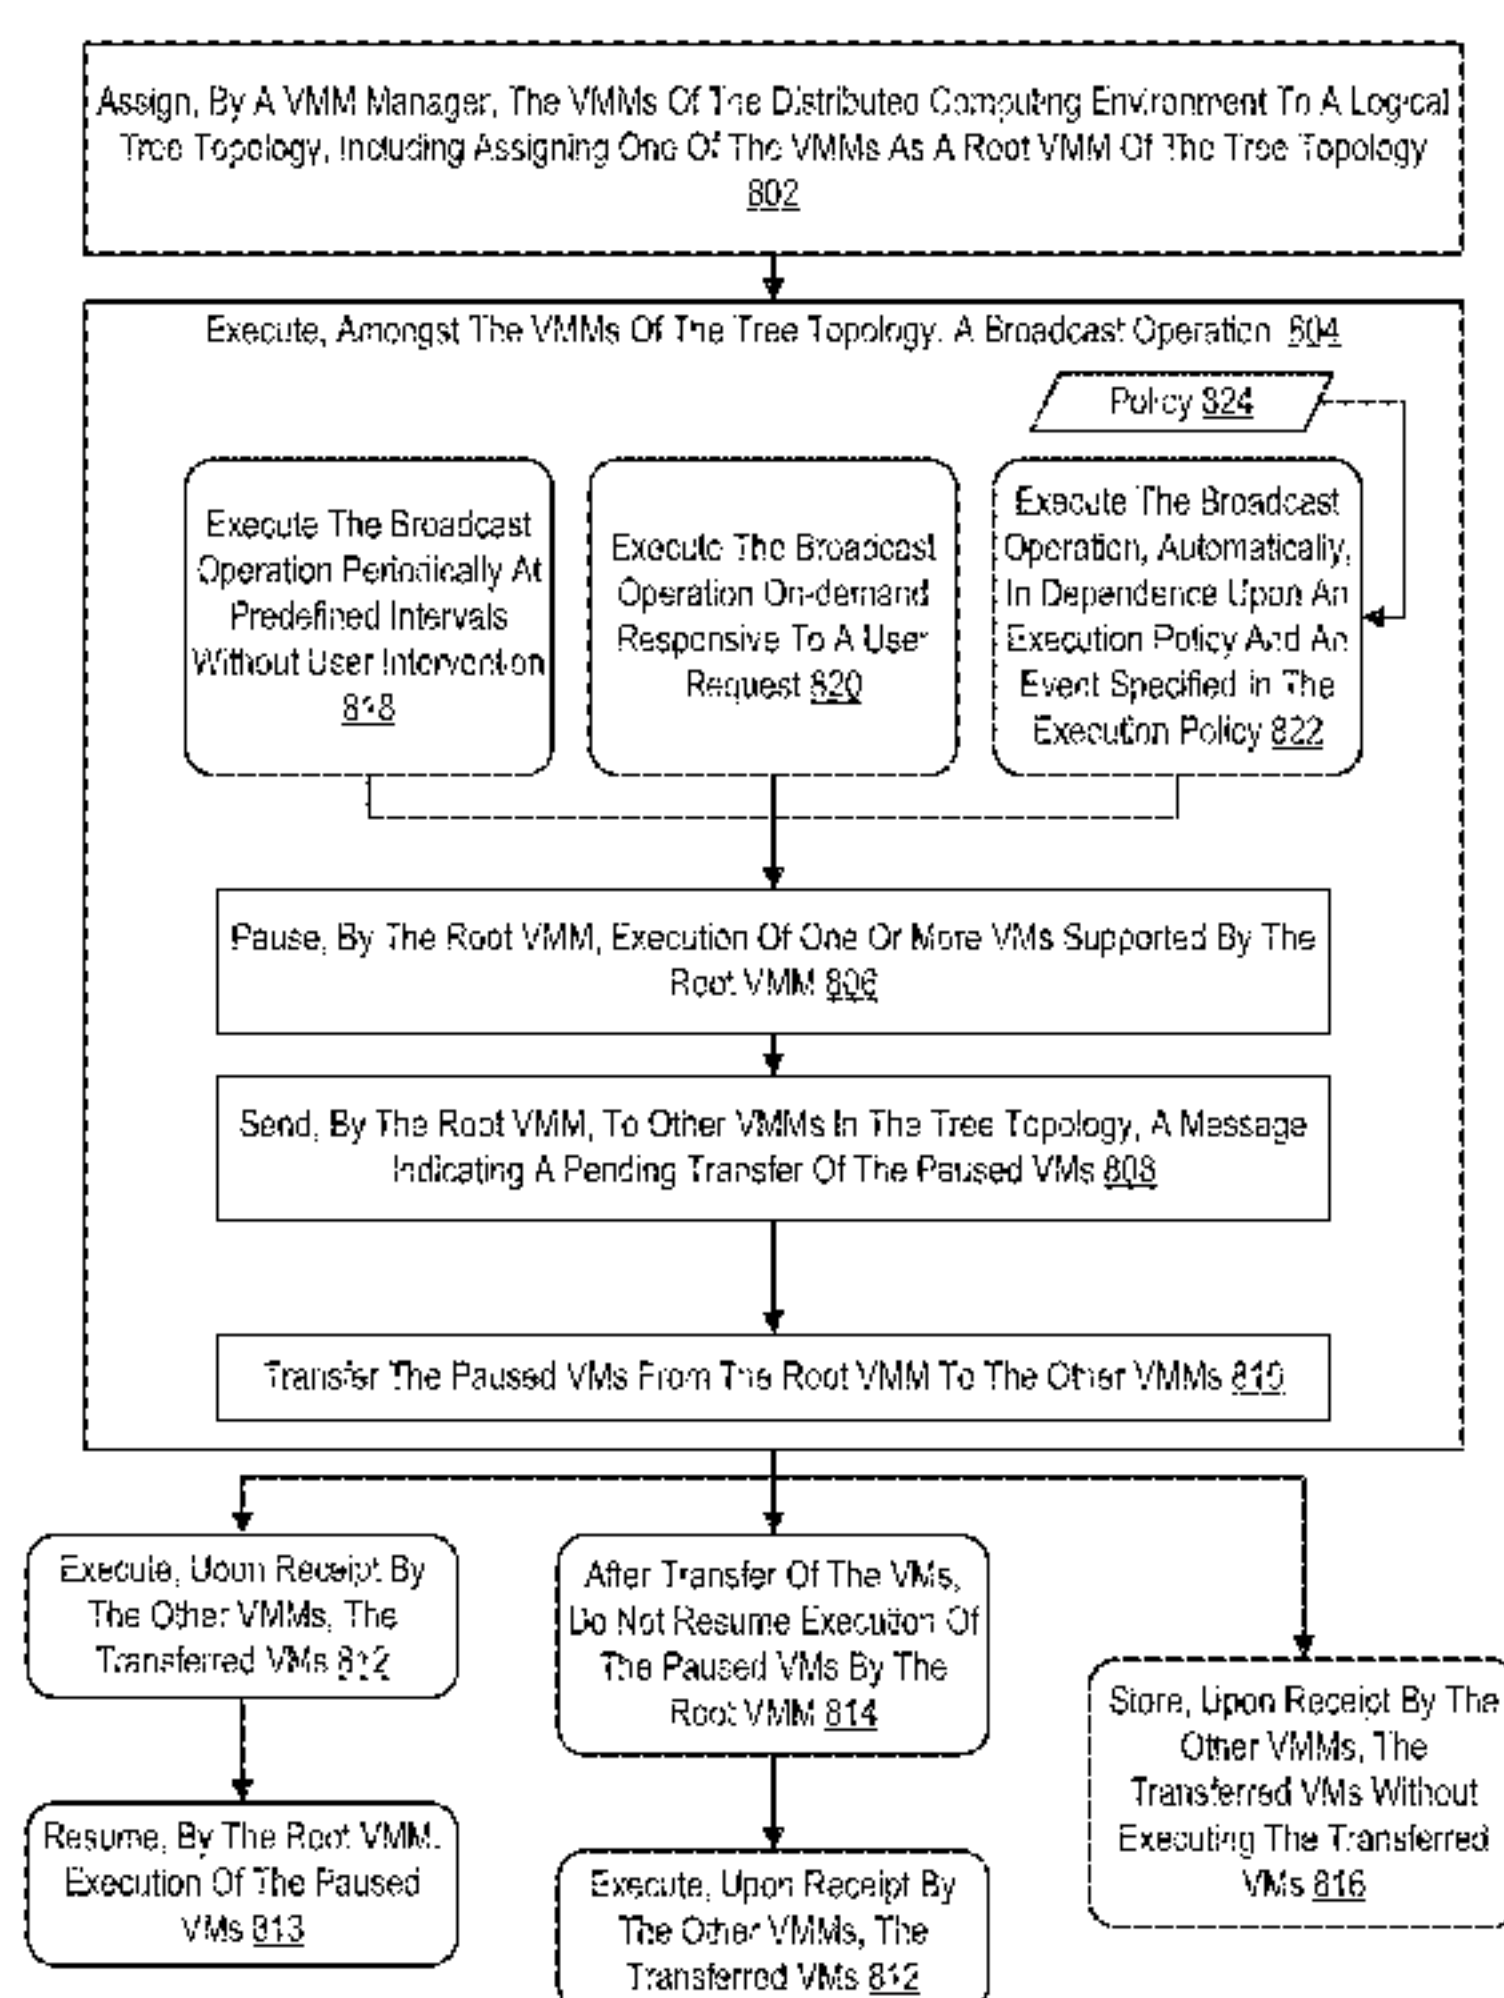 Assign, By A VMM Manager, The VMMs Of The Distributed Computing Environment To A Logical
Tree Topology, Including Assigning One Of The VMMs As A Root VMM Of The Tree Topology
802
Execute, Amongst The VMMs Of The Tree Topology, A Broadcast Operation 804
Policy 824
Execute The Broadcast
Operation Periodically At
Predefined Intervals
Without User Intervention
818
Execute The Broadcast
Operation On-demand
Responsive To A User
Request 820
Execute The Broadcast
Operation, Automatically,
In Dependence Upon An
Execution Policy And An
Event Specified in The
Execution Policy 822
Pause, By The Root VMM, Execution Of One Or More VMs Supported By The
Root VMM 806
Send, By The Root VMM, To Other VMMs In The Tree Topology, A Message
Indicating A Pending Transfer Of The Paused VMs 808
Transfer The Paused VMs From The Root VMM To The Other VMMs 810
Execute, Upon Receipt By
The Other VMMs, The
Transferred VMs 812
Resume, By The Root VMM,
Execution Of The Paused
VMs 813
After Transfer Of The VMs,
Do Not Resume Execution Of
The Paused VMs By The
Root VMM 814
Execute, Upon Receipt By
The Other VMMs, The
Transferred VMs 812
Store, Upon Receipt By The
Other VMMs, The
Transferred VMs Without
Executing The Transferred
VMs 816